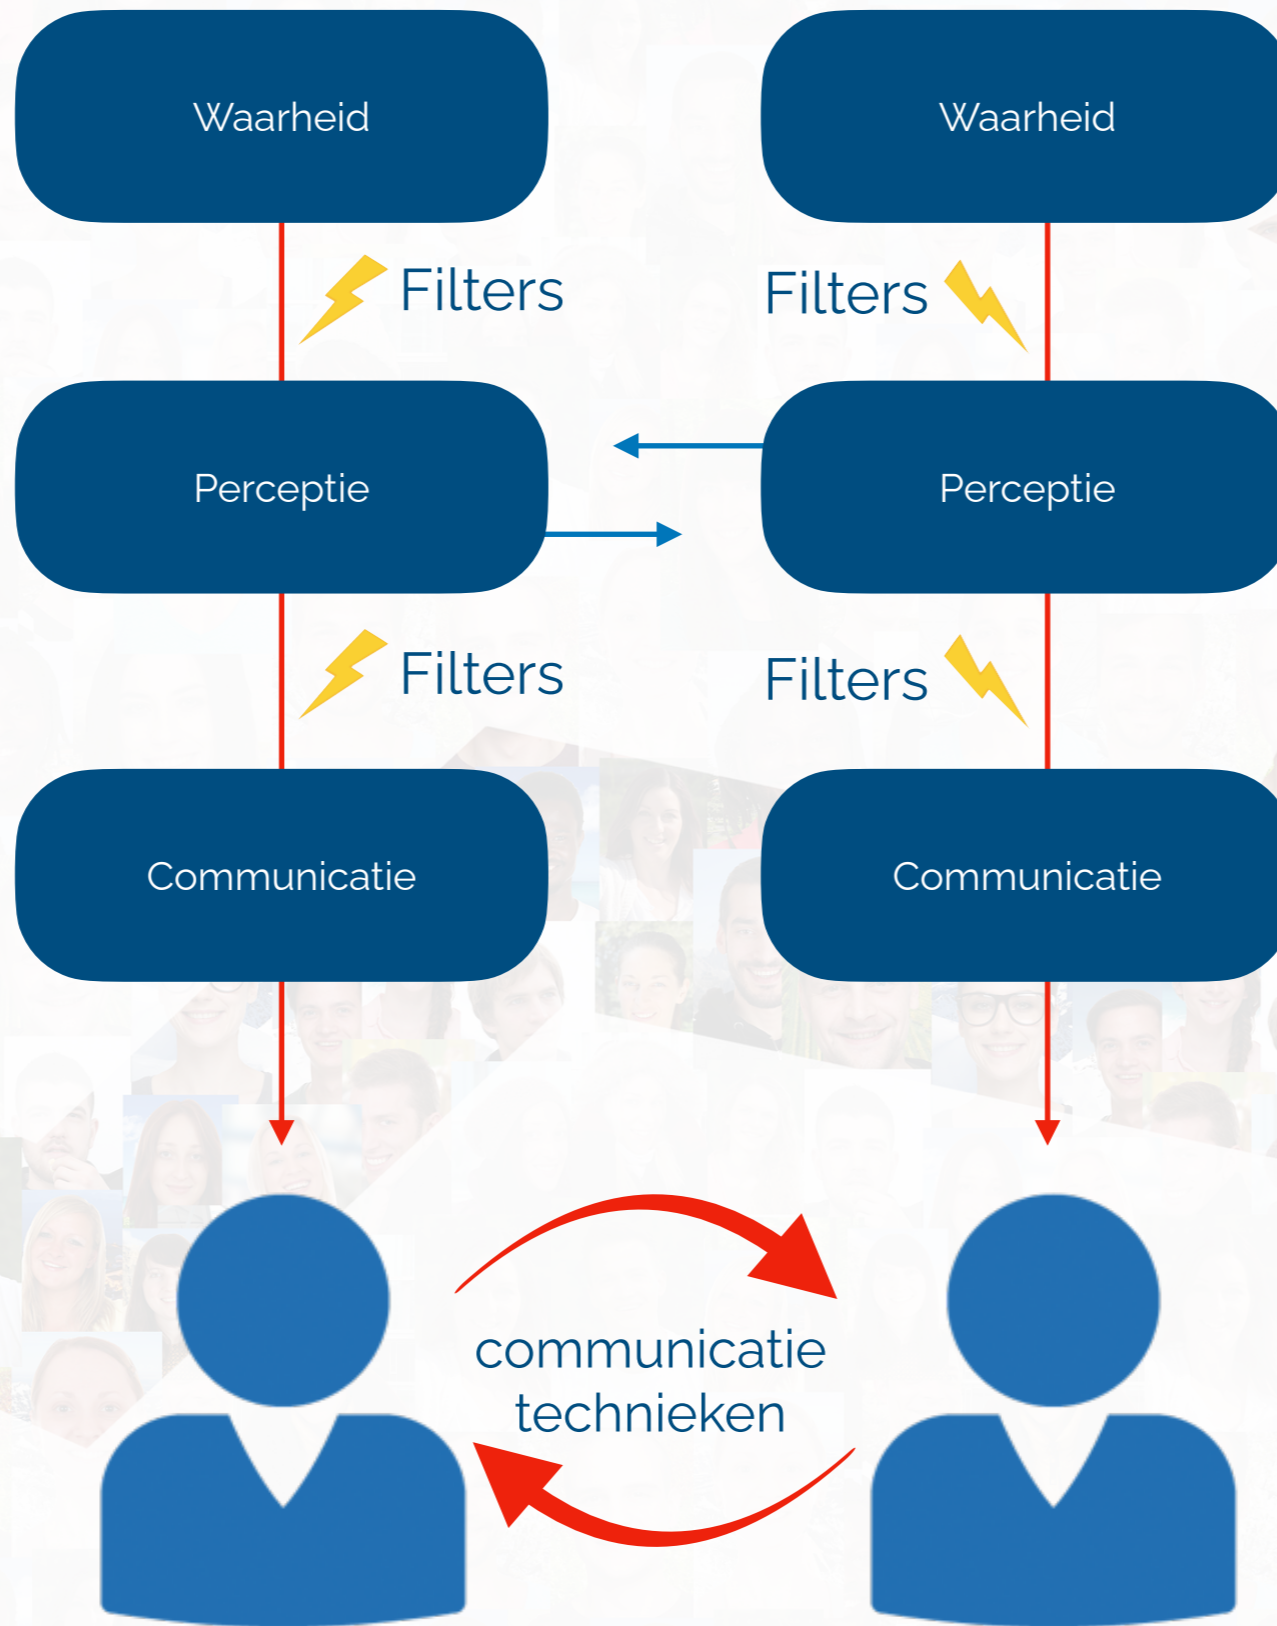 Waarheid
Waarheid
Filters
Filters
Perceptie
Perceptie
Filters
Filters
Communicatie
Communicatie
communicatie
technieken